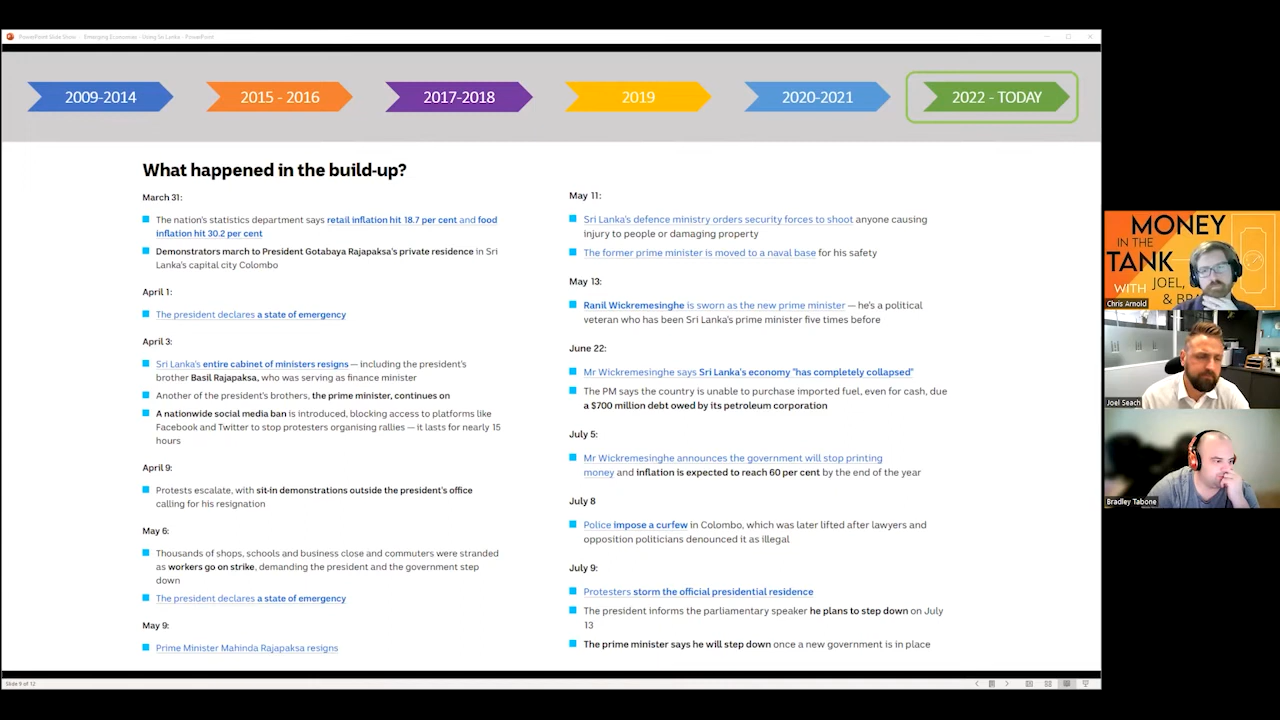 PowerPoint Slide Show - Emerging Economies - Using Sri Lanka - PowerPoint
2009-2014
2015 - 2016
2017-2018
2019
2020-2021
2022 - TODAY
What happened in the build-up?
March 31:
The nation's statistics department says retail inflation hit 18.7 per cent and food
inflation hit 30.2 per cent
Demonstrators march to President Gotabaya Rajapaksa's private residence in Sri
Lanka's capital city Colombo
April 1:
The president declares a state of emergency
April 3:
Sri Lanka's entire cabinet of ministers resigns — including the president's
brother Basil Rajapaksa, who was serving as finance minister
Another of the president's brothers, the prime minister, continues on
A nationwide social media ban is introduced, blocking access to platforms like
Facebook and Twitter to stop protesters organising rallies — it lasts for nearly 15
hours
April 9:
Protests escalate, with sit-in demonstrations outside the president's office
calling for his resignation
May 6:
Thousands of shops, schools and business close and commuters were stranded
as workers go on strike, demanding the president and the government step
down
The president declares a state of emergency
May 9:
Prime Minister Mahinda Rajapaksa resigns
May 11:
Sri Lanka's defence ministry orders security forces to shoot anyone causing
injury to people or damaging property
The former prime minister is moved to a naval base for his safety
May 13:
Ranil Wickremesinghe is sworn as the new prime minister — he's a political
veteran who has been Sri Lanka's prime minister five times before
June 22:
Mr Wickremesinghe says Sri Lanka's economy "has completely collapsed"
The PM says the country is unable to purchase imported fuel, even for cash, due
a $700 million debt owed by its petroleum corporation
July 5:
Mr Wickremesinghe announces the government will stop printing
money and inflation is expected to reach 60 per cent by the end of the year
July 8
Police impose a curfew in Colombo, which was later lifted after lawyers and
opposition politicians denounced it as illegal
July 9:
Protesters storm the official presidential residence
The president informs the parliamentary speaker he plans to step down on July
13
The prime minister says he will step down once a new government is in place
Slide 9 of 12
MONEY
IN THE
TANK
WITH JOEL,
& BRA
Chris Arnold
Joel Seach
Bradley Tabone